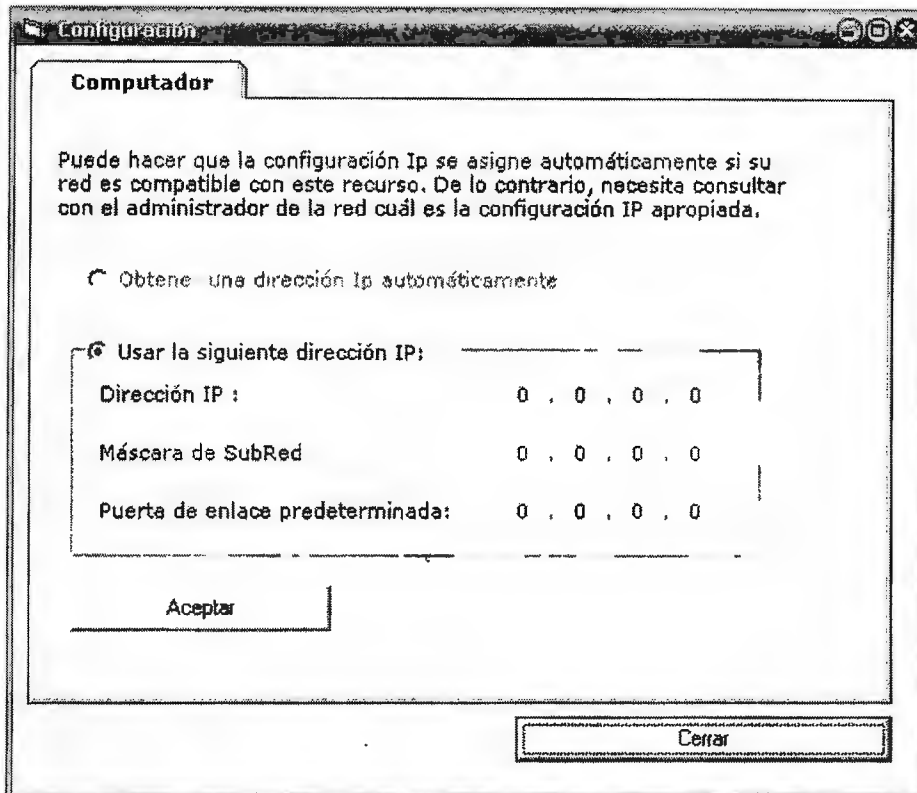 Configuración
Computador
Puede hacer que la configuración Ip se asigne automáticamente si su
red es compatible con este recurso. De lo contrario, necesita consultar
con el administrador de la red cuál es la configuración IP apropiada.
Obtene una dirección Ip automáticamente
Usar la siguiente dirección IP:
Dirección IP : 0 . 0 . 0 . 0
Máscara de SubRed 0 . 0 . 0 . 0
Puerta de enlace predeterminada: 0 . 0 . 0 . 0
Aceptar
Cerrar